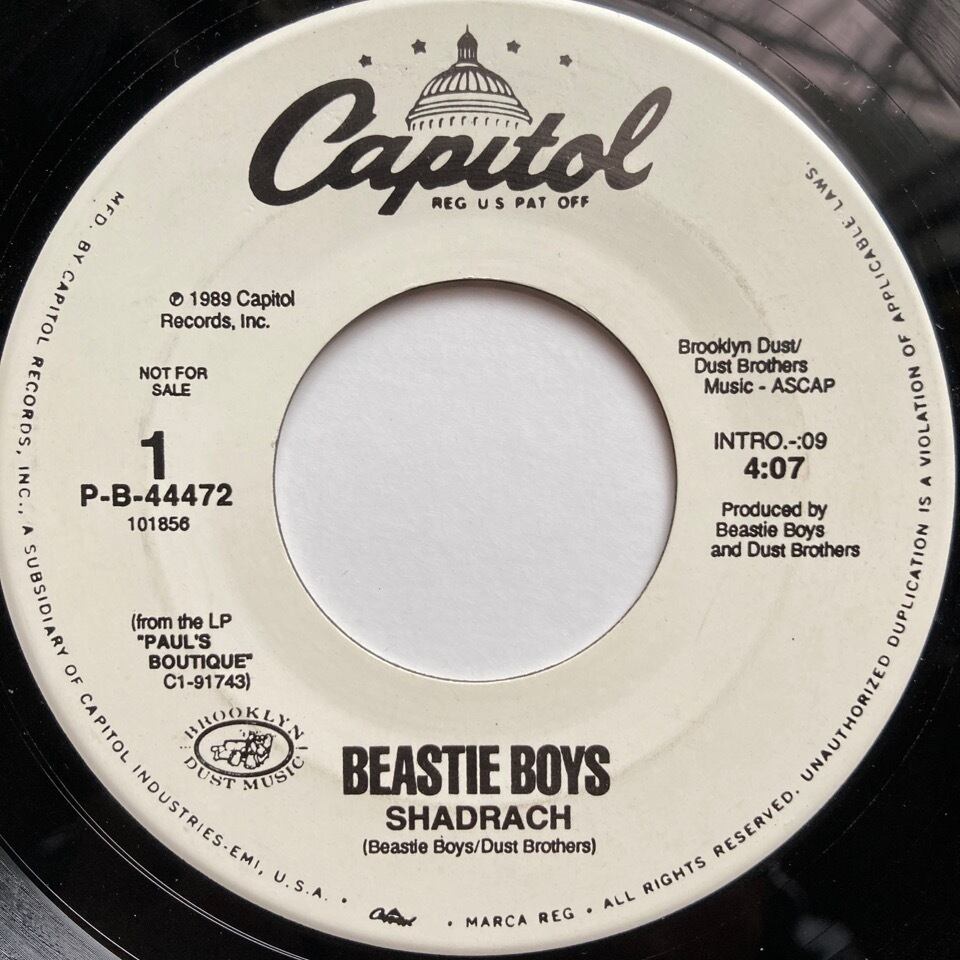 Capitol
REG U S PAT OFF
℗ 1989 Capitol
Records, Inc.
NOT FOR
SALE
1
P-B-44472
101856
(from the LP
"PAUL'S
BOUTIQUE"
C1-91743)
BROOKLYN
DUST MUSIC
Brooklyn Dust/
Dust Brothers
Music - ASCAP
INTRO.-:09
4:07
Produced by
Beastie Boys
and Dust Brothers
BEASTIE BOYS
SHADRACH
(Beastie Boys/Dust Brothers)
MFD. BY CAPITOL RECORDS, INC., A SUBSIDIARY OF CAPITOL INDUSTRIES-EMI, U.S.A. • Capitol • MARCA REG • ALL RIGHTS RESERVED. UNAUTHORIZED DUPLICATION IS A VIOLATION OF APPLICABLE LAWS.